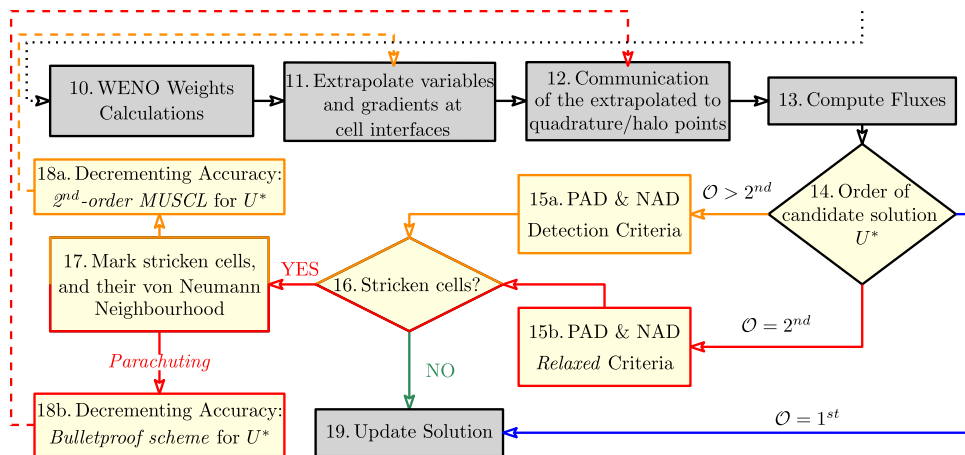 10. WENO Weights
Calculations
11. Extrapolate variables
and gradients at
cell interfaces
12. Communication
of the extrapolated to
quadrature/halo points
13. Compute Fluxes
14. Order of
candidate solution
U*
O > 2nd
15a. PAD & NAD
Detection Criteria
O = 2nd
15b. PAD & NAD
Relaxed Criteria
16. Stricken cells?
YES
NO
17. Mark stricken cells,
and their von Neumann
Neighbourhood
18a. Decrementing Accuracy:
2nd-order MUSCL for U*
Parachuting
18b. Decrementing Accuracy:
Bulletproof scheme for U*
19. Update Solution
O = 1st